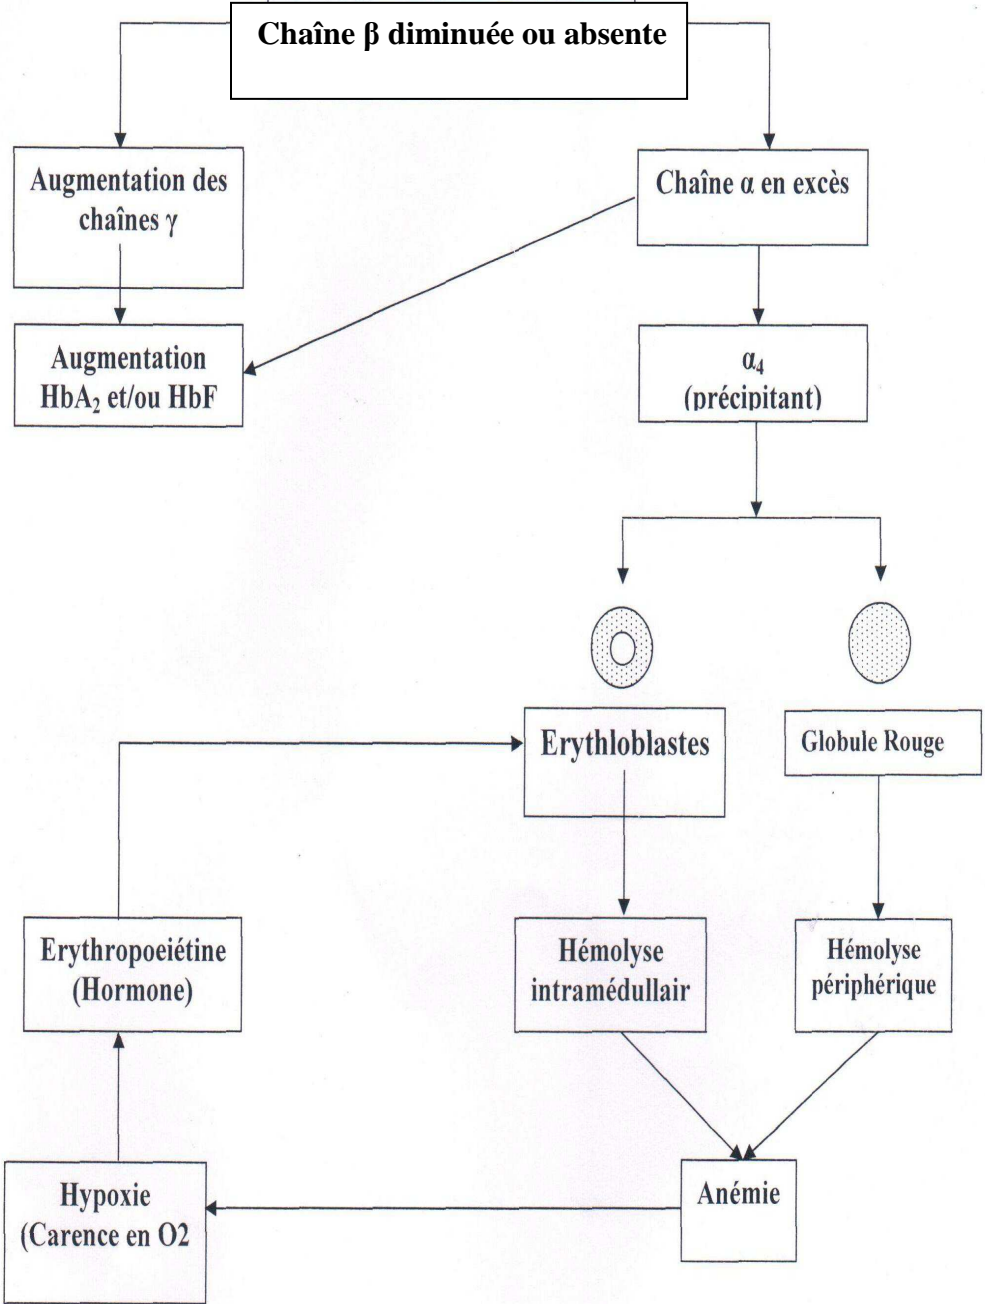 Chaîne β diminuée ou absente
Augmentation des
chaînes γ
Chaîne α en excès
Augmentation
HbA₂ et/ou HbF
α₄
(précipitant)
Erythloblastes
Globule Rouge
Erythropoeiétine
(Hormone)
Hémolyse
intramédullair
Hémolyse
périphérique
Hypoxie
(Carence en O2
Anémie